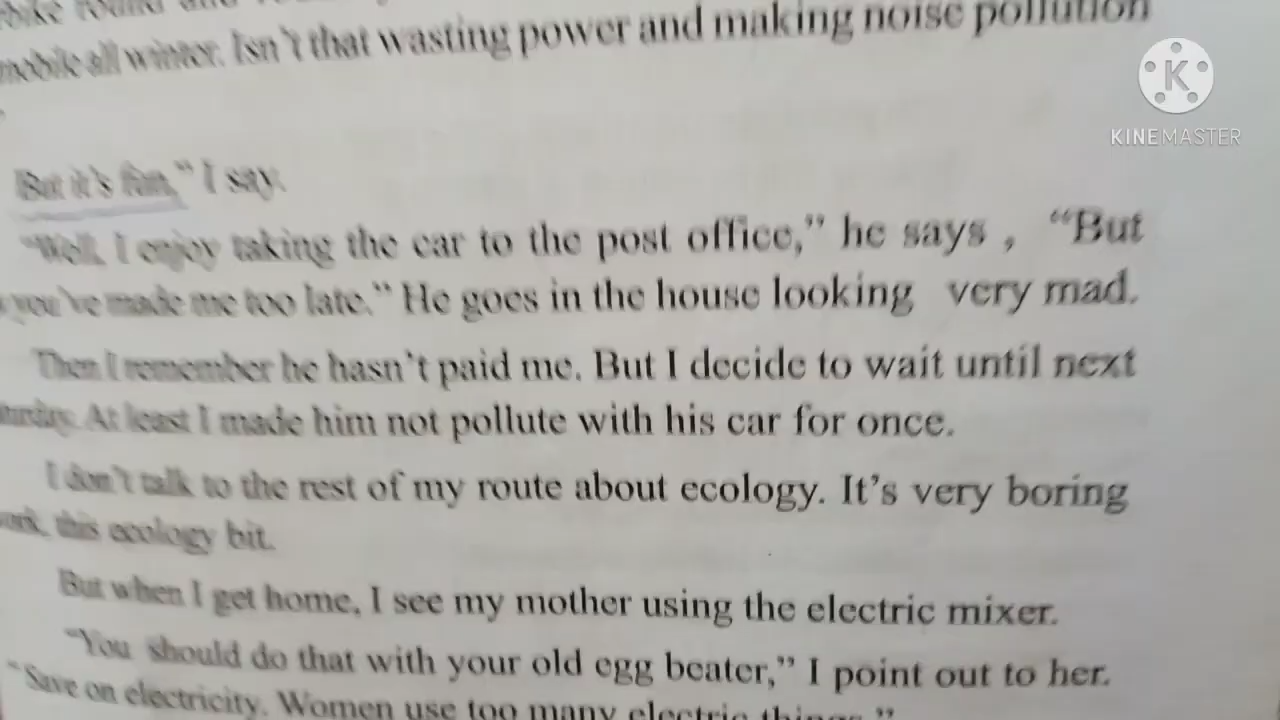 mobile all winter. Isn't that wasting power and making noise pollution
KINEMASTER
But it's fun," I say.
"Well, I enjoy taking the car to the post office," he says , "But
you've made me too late." He goes in the house looking very mad.
Then I remember he hasn't paid me. But I decide to wait until next
At least I made him not pollute with his car for once.
I don't talk to the rest of my route about ecology. It's very boring
this ecology bit.
But when I get home, I see my mother using the electric mixer.
"You should do that with your old egg beater," I point out to her.
"Save on electricity. Women use too many electric things."